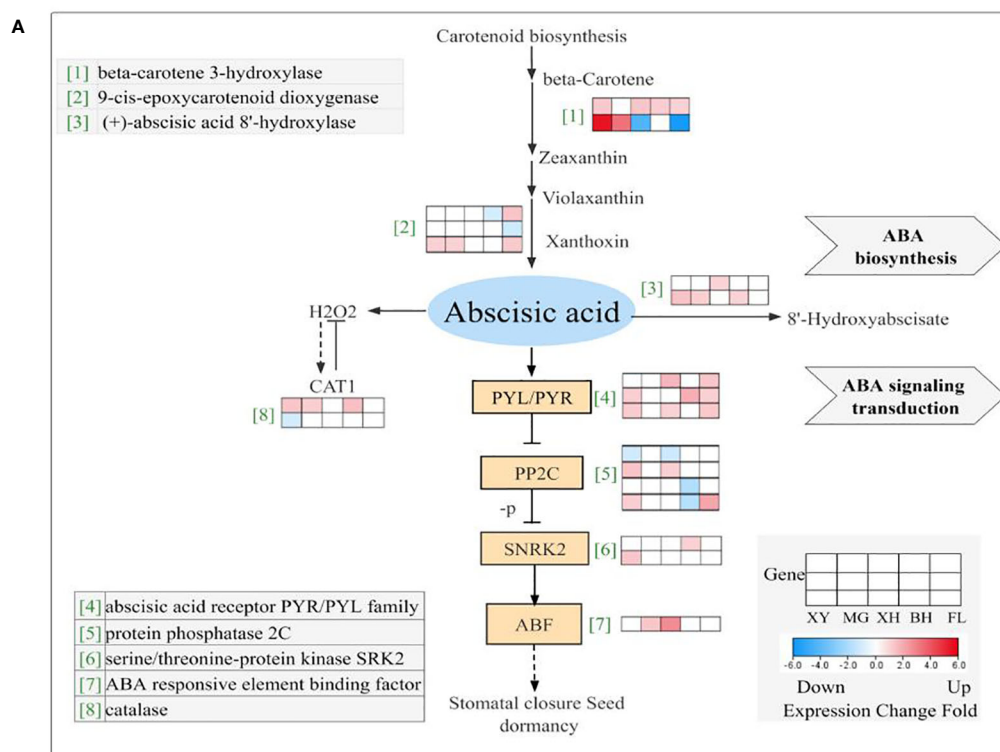 A
Carotenoid biosynthesis
[1] beta-carotene 3-hydroxylase
[2] 9-cis-epoxycarotenoid dioxygenase
[3] (+)-abscisic acid 8'-hydroxylase
beta-Carotene
[1]
Zeaxanthin
Violaxanthin
[2]
Xanthoxin
ABA
biosynthesis
[3]
Abscisic acid
8'-Hydroxyabscisate
H2O2
CAT1
[8]
PYL/PYR
[4]
ABA signaling
transduction
PP2C
[5]
-p
SNRK2
[6]
ABF
[7]
Stomatal closure Seed
dormancy
[4] abscisic acid receptor PYR/PYL family
[5] protein phosphatase 2C
[6] serine/threonine-protein kinase SRK2
[7] ABA responsive element binding factor
[8] catalase
Gene
XY MG XH BH FL
-6.0 -4.0 -2.0 0.0 2.0 4.0 6.0
Down Up
Expression Change Fold